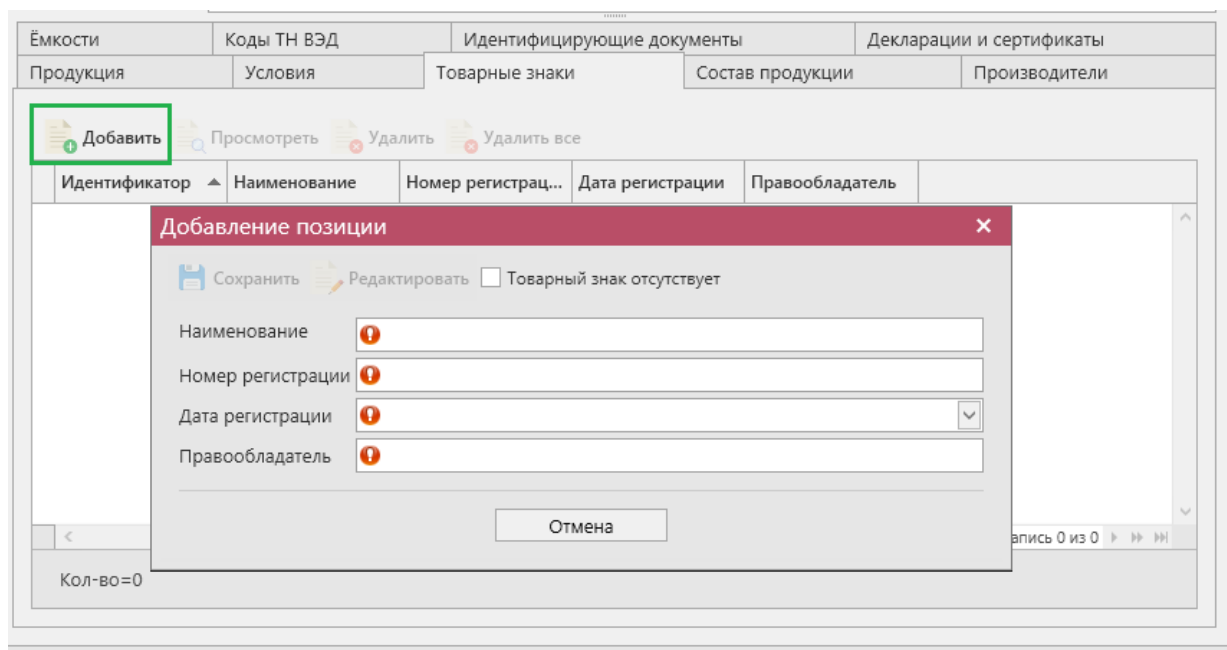 Ёмкости Коды ТН ВЭД Идентифицирующие документы Декларации и сертификаты
Продукция Условия Товарные знаки Состав продукции Производители
Добавить Просмотреть Удалить Удалить все
Идентификатор Наименование Номер регистрац... Дата регистрации Правообладатель
Добавление позиции
Сохранить Редактировать Товарный знак отсутствует
Наименование
Номер регистрации
Дата регистрации
Правообладатель
Отмена
апись 0 из 0
Кол-во=0